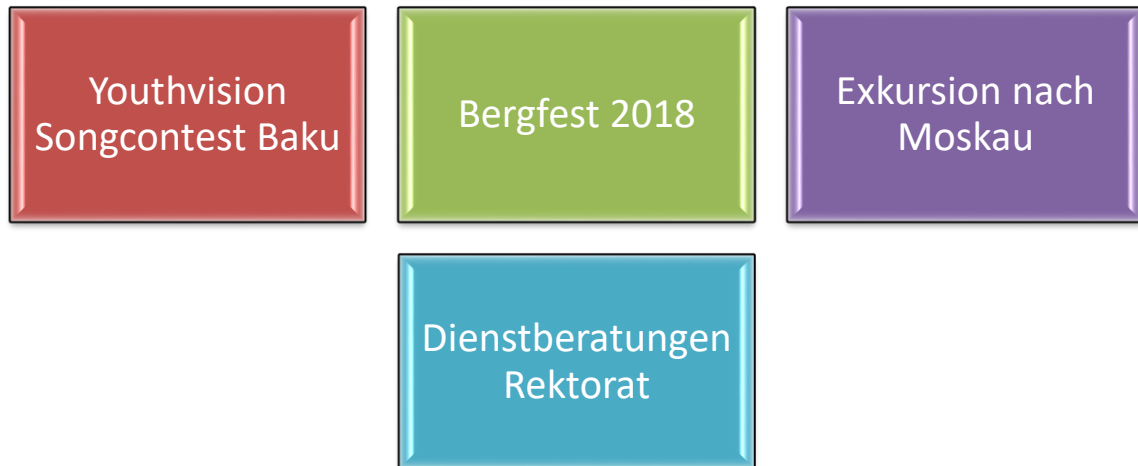 Youthvision
Songcontest Baku
Bergfest 2018
Exkursion nach
Moskau
Dienstberatungen
Rektorat